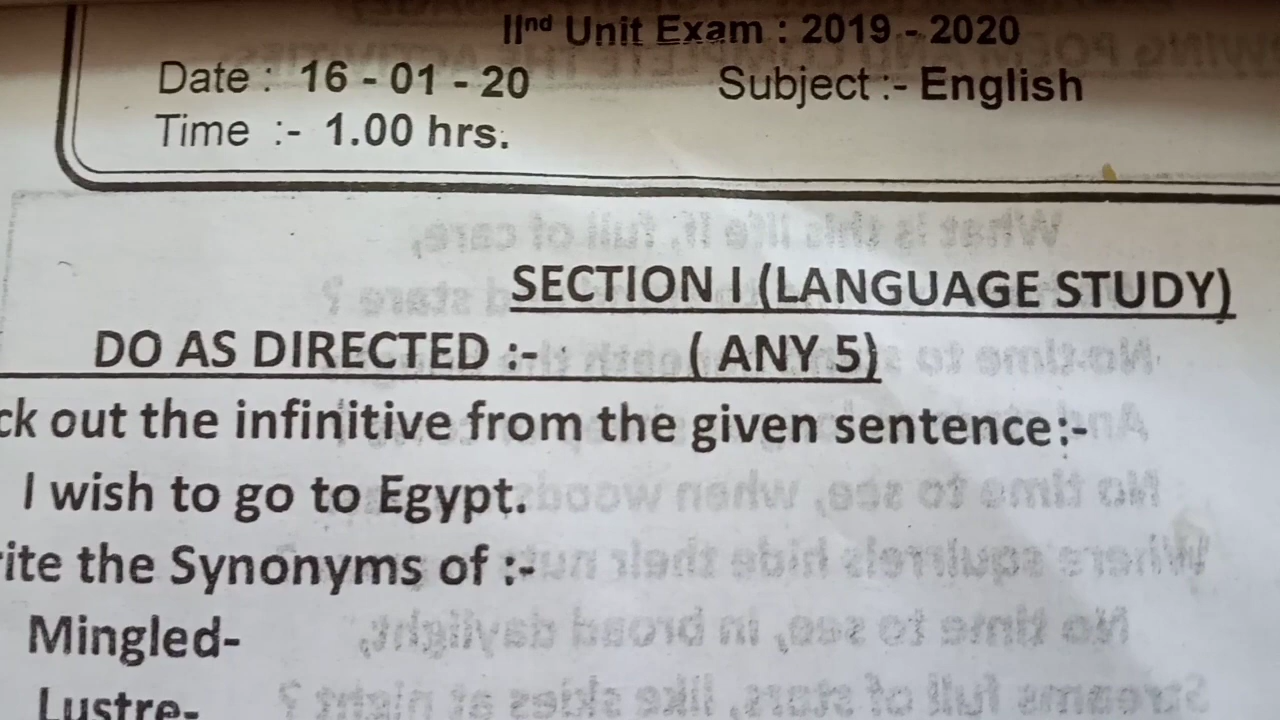 IInd Unit Exam : 2019 - 2020
Date : 16 - 01 - 20 Subject :- English
Time :- 1.00 hrs.
SECTION I (LANGUAGE STUDY)
DO AS DIRECTED :- ( ANY 5)
ck out the infinitive from the given sentence:-
I wish to go to Egypt.
ite the Synonyms of :-
Mingled-
Lustre-